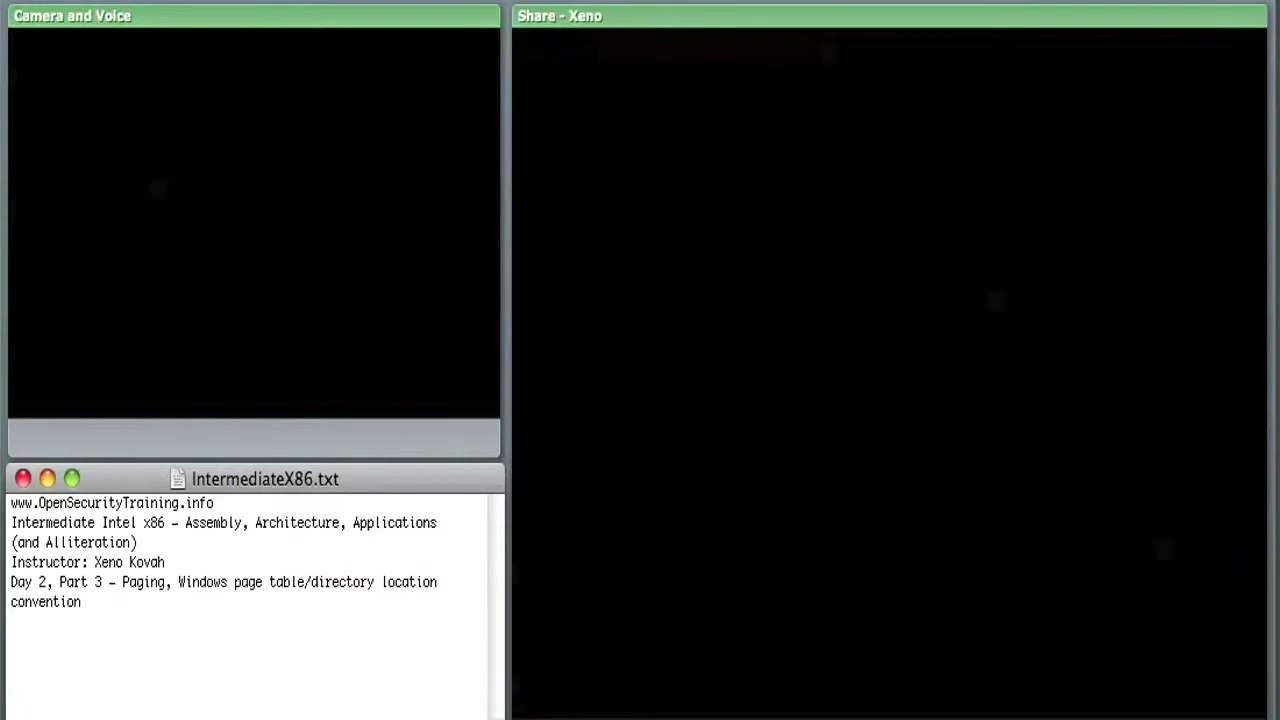 Camera and Voice
Share - Xeno
IntermediateX86.txt
www.OpenSecurityTraining.info
Intermediate Intel x86 – Assembly, Architecture, Applications
(and Alliteration)
Instructor: Xeno Kovah
Day 2, Part 3 – Paging, Windows page table/directory location
convention